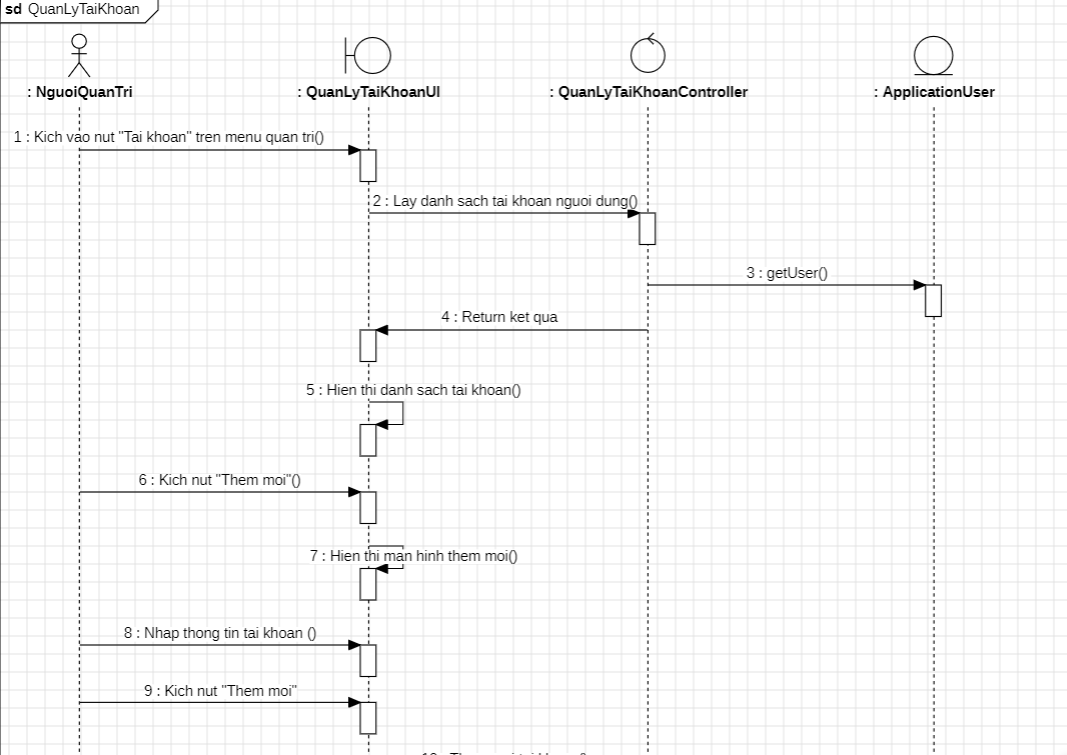 sd QuanLyTaiKhoan
: NguoiQuanTri
: QuanLyTaiKhoanUI
: QuanLyTaiKhoanController
: ApplicationUser
1 : Kich vao nut "Tai khoan" tren menu quan tri()
2 : Lay danh sach tai khoan nguoi dung()
3 : getUser()
4 : Return ket qua
5 : Hien thi danh sach tai khoan()
6 : Kich nut "Them moi"()
7 : Hien thi man hinh them moi()
8 : Nhap thong tin tai khoan ()
9 : Kich nut "Them moi"